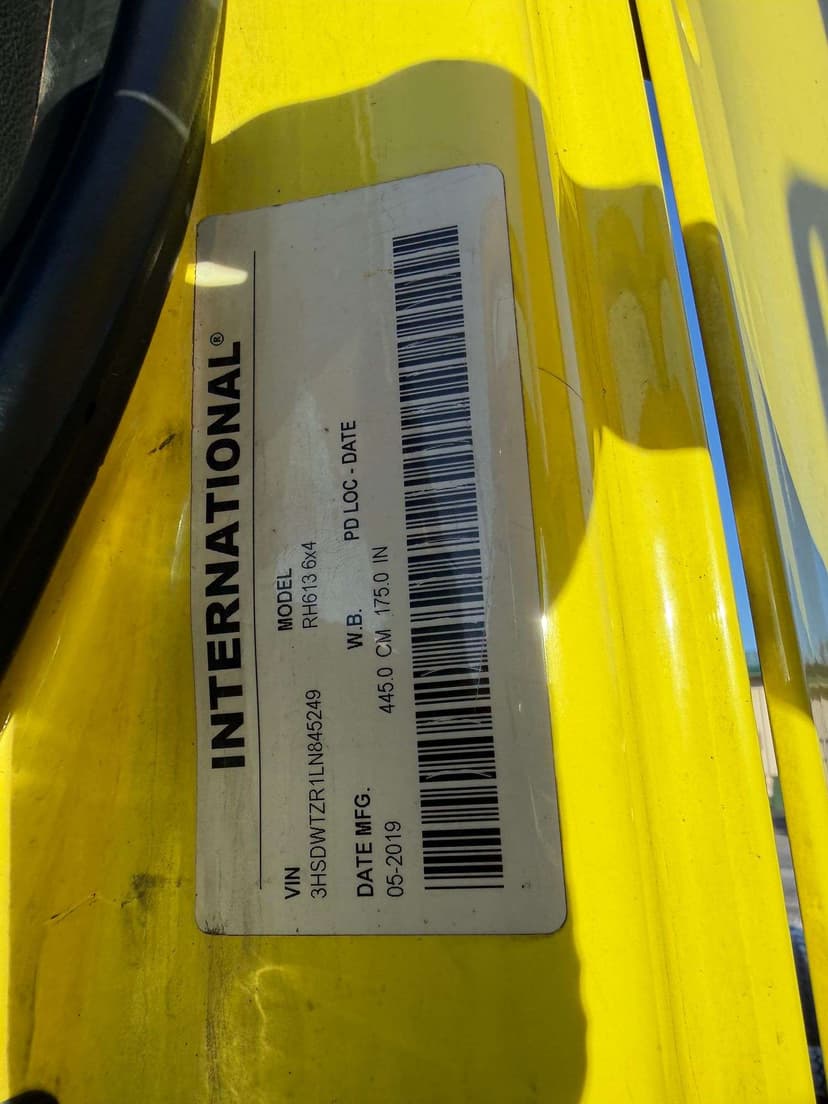 INTERNATIONAL®
VIN
MODEL
3HSDWTZR1LN845249
RH613 6x4
DATE MFG.
W.B.
PD LOC - DATE
05-2019
445.0 CM 175.0 IN